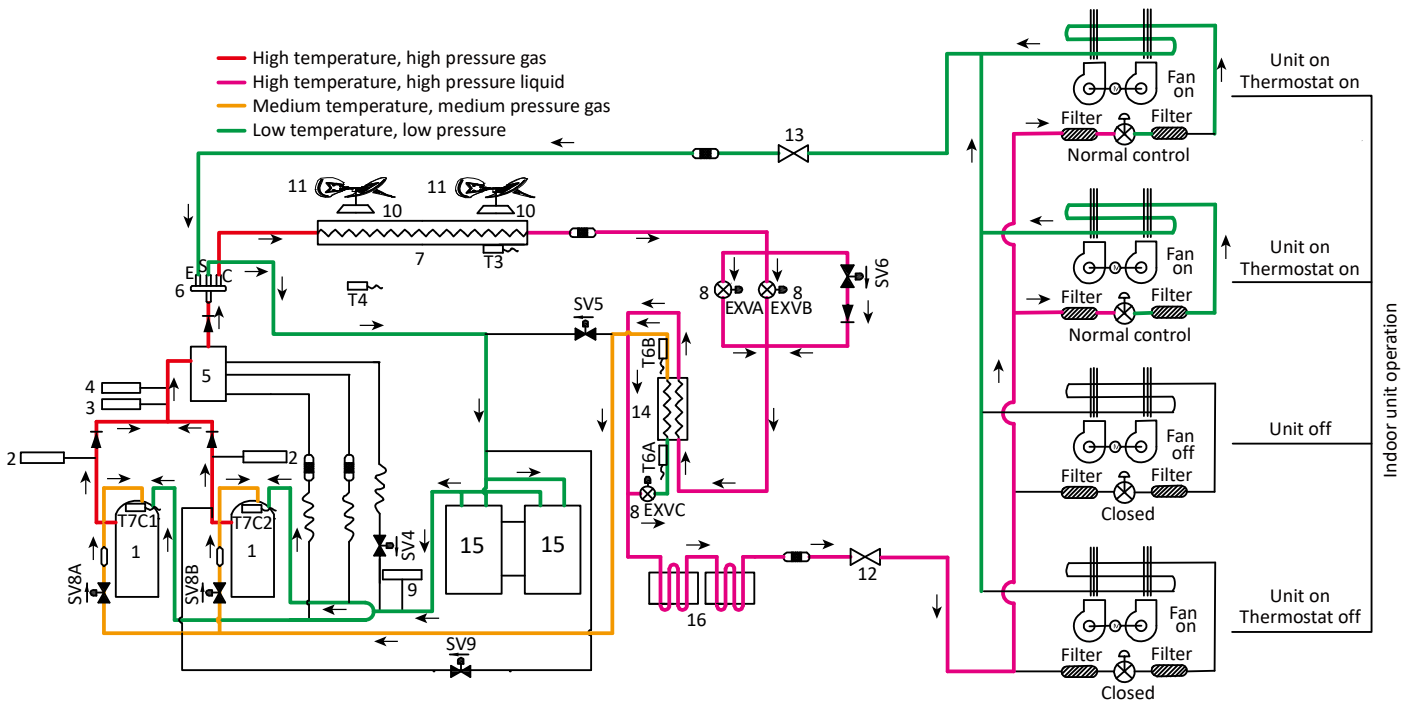 High temperature, high pressure gas
High temperature, high pressure liquid
Medium temperature, medium pressure gas
Low temperature, low pressure
13
11
10
11
10
7
T3
T4
E
S
C
6
5
4
3
2
2
T7C1
T7C2
1
1
SV8A
SV8B
SV4
9
SV9
SV5
15
15
T6B
14
T6A
8
EXVC
8
EXVA
8
EXVB
SV6
16
12
M
Fan
on
Filter
Filter
Normal control
Unit on
Thermostat on
M
Fan
on
Filter
Filter
Normal control
Unit on
Thermostat on
M
Fan
off
Filter
Filter
Closed
Unit off
M
Fan
on
Filter
Filter
Closed
Unit on
Thermostat off
Indoor unit operation